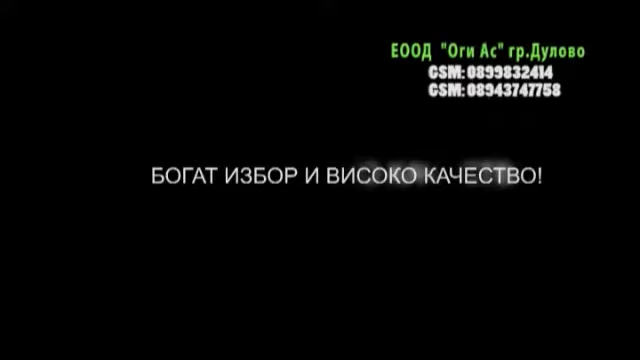 ЕООД "Оги Ас" гр.Дулово
GSM: 0899832414
GSM: 08943747758
БОГАТ ИЗБОР И ВИСОКО КАЧЕСТВО!